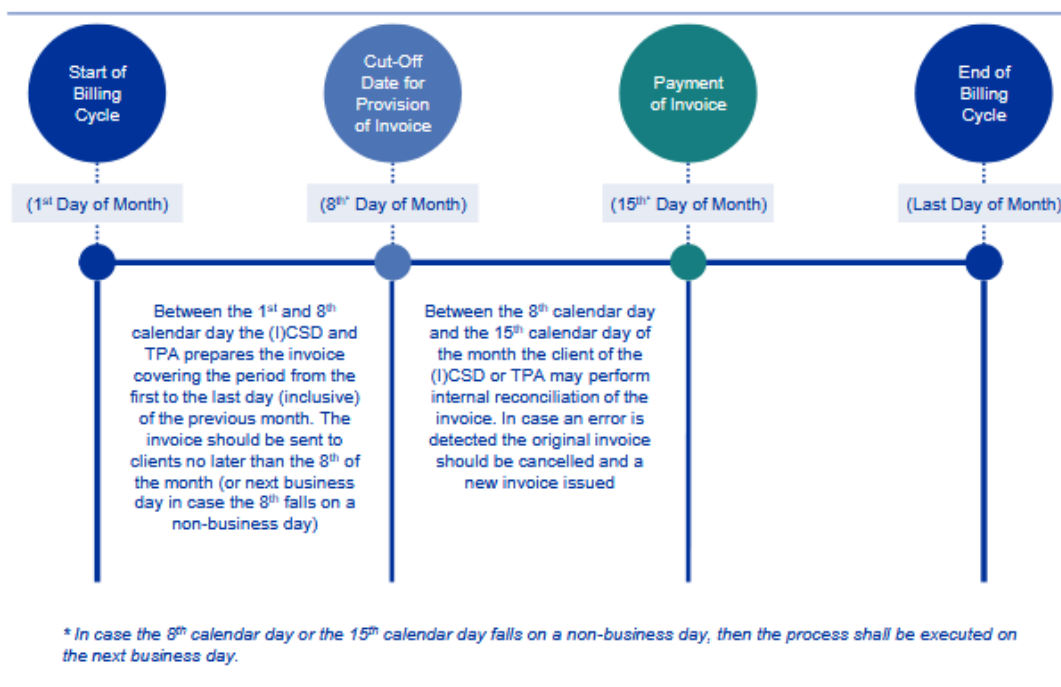 Start of
Billing
Cycle
Cut-Off
Date for
Provision
of Invoice
Payment
of Invoice
End of
Billing
Cycle
(1st Day of Month)
(8th* Day of Month)
(15th* Day of Month)
(Last Day of Month)
Between the 1st and 8th
calendar day the (I)CSD and
TPA prepares the invoice
covering the period from the
first to the last day (inclusive)
of the previous month. The
invoice should be sent to
clients no later than the 8th of
the month (or next business
day in case the 8th falls on a
non-business day)
Between the 8th calendar day
and the 15th calendar day of
the month the client of the
(I)CSD or TPA may perform
internal reconciliation of the
invoice. In case an error is
detected the original invoice
should be cancelled and a
new invoice issued
* In case the 8th calendar day or the 15th calendar day falls on a non-business day, then the process shall be executed on
the next business day.